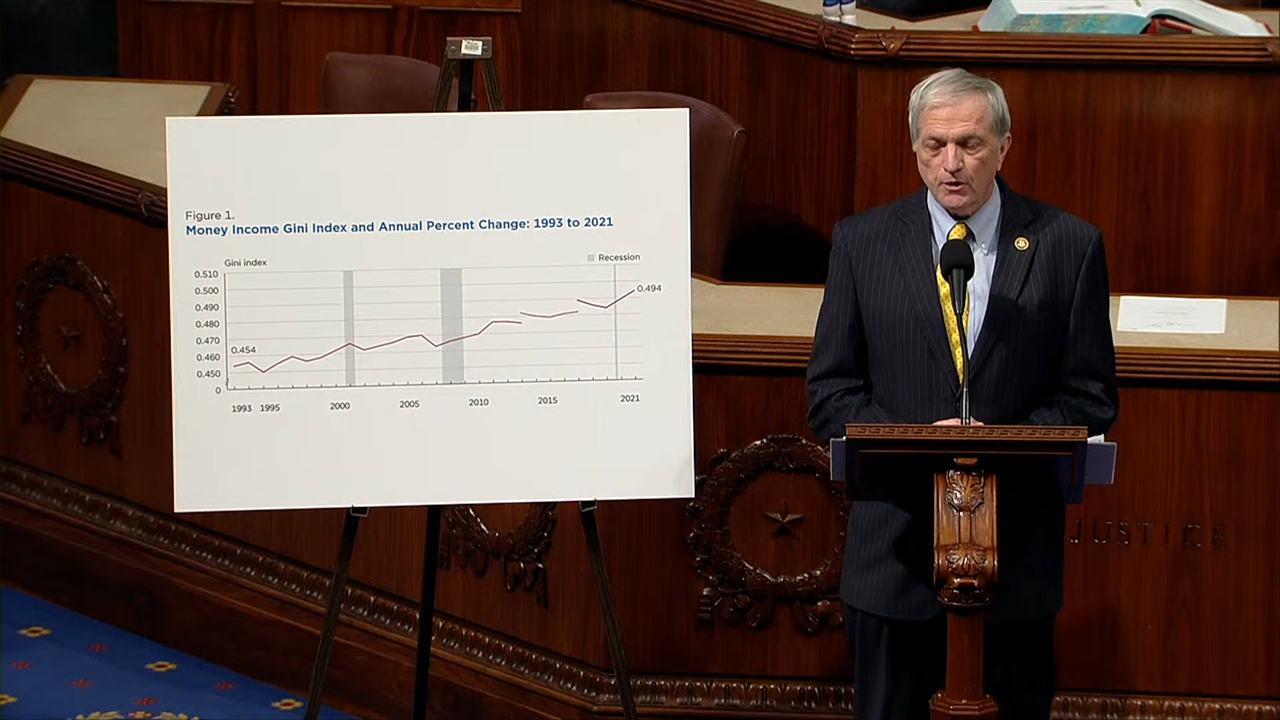 Figure 1.
Money Income Gini Index and Annual Percent Change: 1993 to 2021
Gini index
Recession
0.510
0.500
0.490
0.480
0.470
0.460
0.450
0
0.454
0.494
1993 1995 2000 2005 2010 2015 2021
JUSTICE